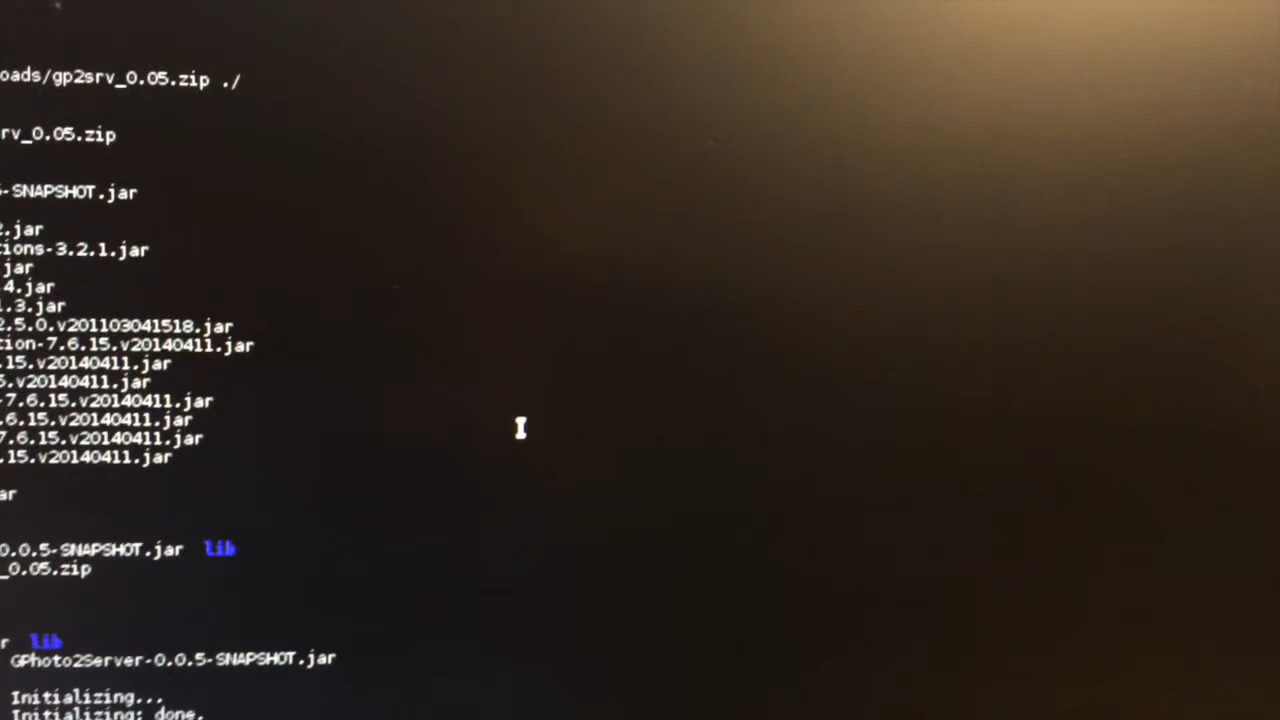 oads/gp2srv_0.05.zip ./
rv_0.05.zip
-SNAPSHOT.jar
.jar
tions-3.2.1.jar
jar
4.jar
1.3.jar
2.5.0.v201103041518.jar
tion-7.6.15.v20140411.jar
.15.v20140411.jar
5.v20140411.jar
-7.6.15.v20140411.jar
.6.15.v20140411.jar
7.6.15.v20140411.jar
.15.v20140411.jar
ar
0.0.5-SNAPSHOT.jar lib
_0.05.zip
r lib
GPhoto2Server-0.0.5-SNAPSHOT.jar
Initializing...
Initializing: done.